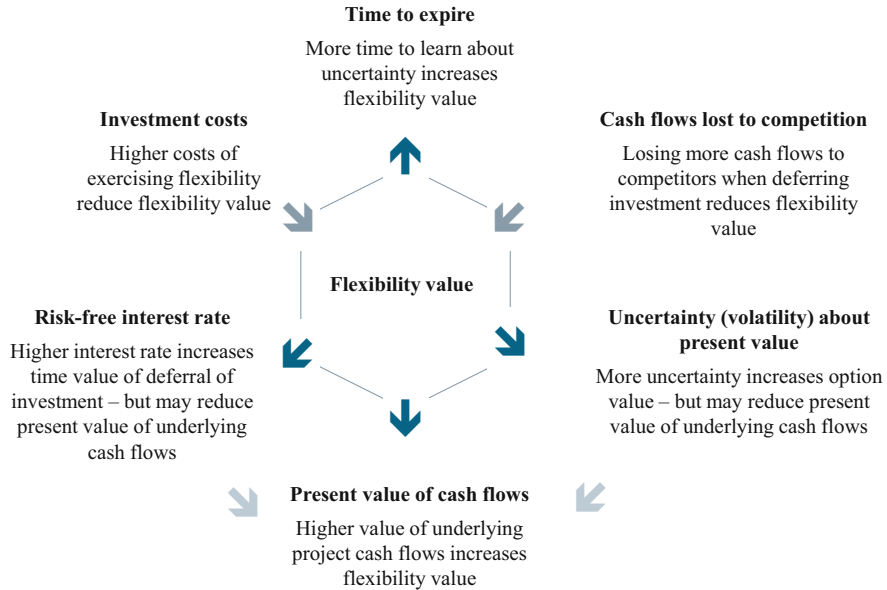 Time to expire
More time to learn about
uncertainty increases
flexibility value
Investment costs
Higher costs of
exercising flexibility
reduce flexibility value
Cash flows lost to competition
Losing more cash flows to
competitors when deferring
investment reduces flexibility
value
Flexibility value
Risk-free interest rate
Higher interest rate increases
time value of deferral of
investment – but may reduce
present value of underlying
cash flows
Uncertainty (volatility) about
present value
More uncertainty increases option
value – but may reduce present
value of underlying cash flows
Present value of cash flows
Higher value of underlying
project cash flows increases
flexibility value